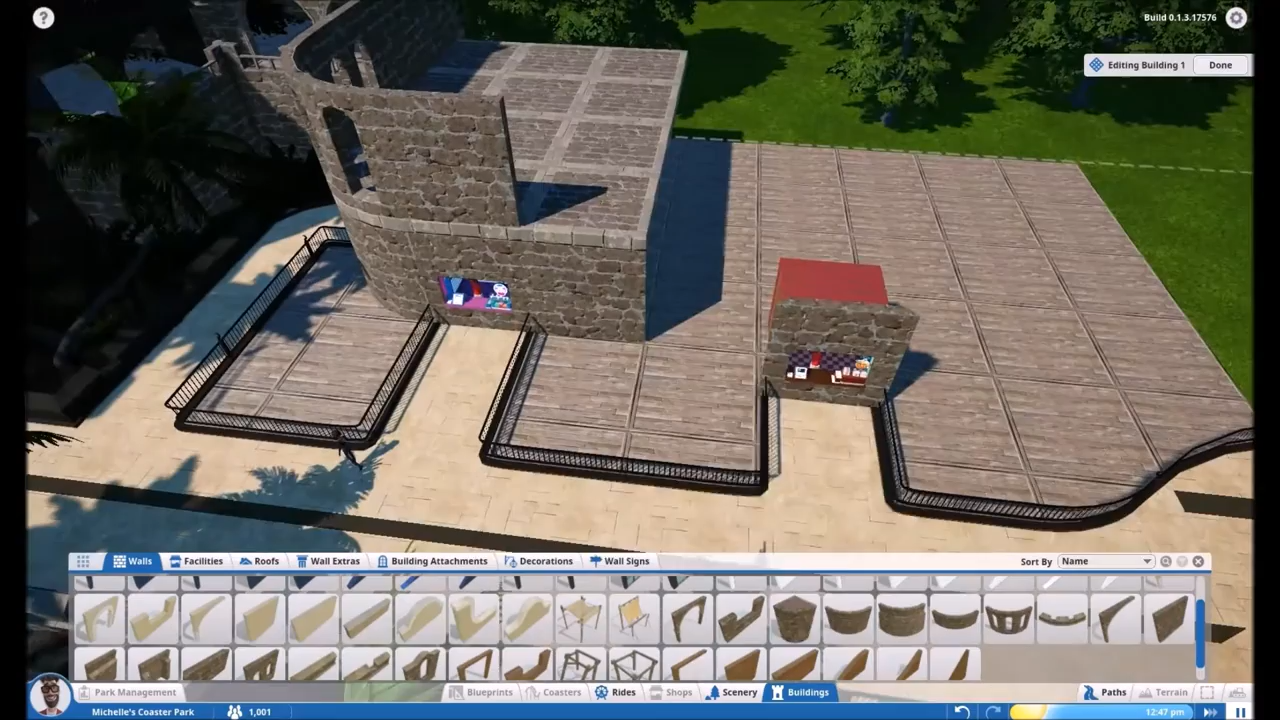 ?
Build 0.1.3.17576
Editing Building 1 Done
Walls Facilities Roofs Wall Extras Building Attachments Decorations Wall Signs Sort By Name
Park Management Blueprints Coasters Rides Shops Scenery Buildings Paths Terrain
Michelle's Coaster Park 1,001 12:47 pm